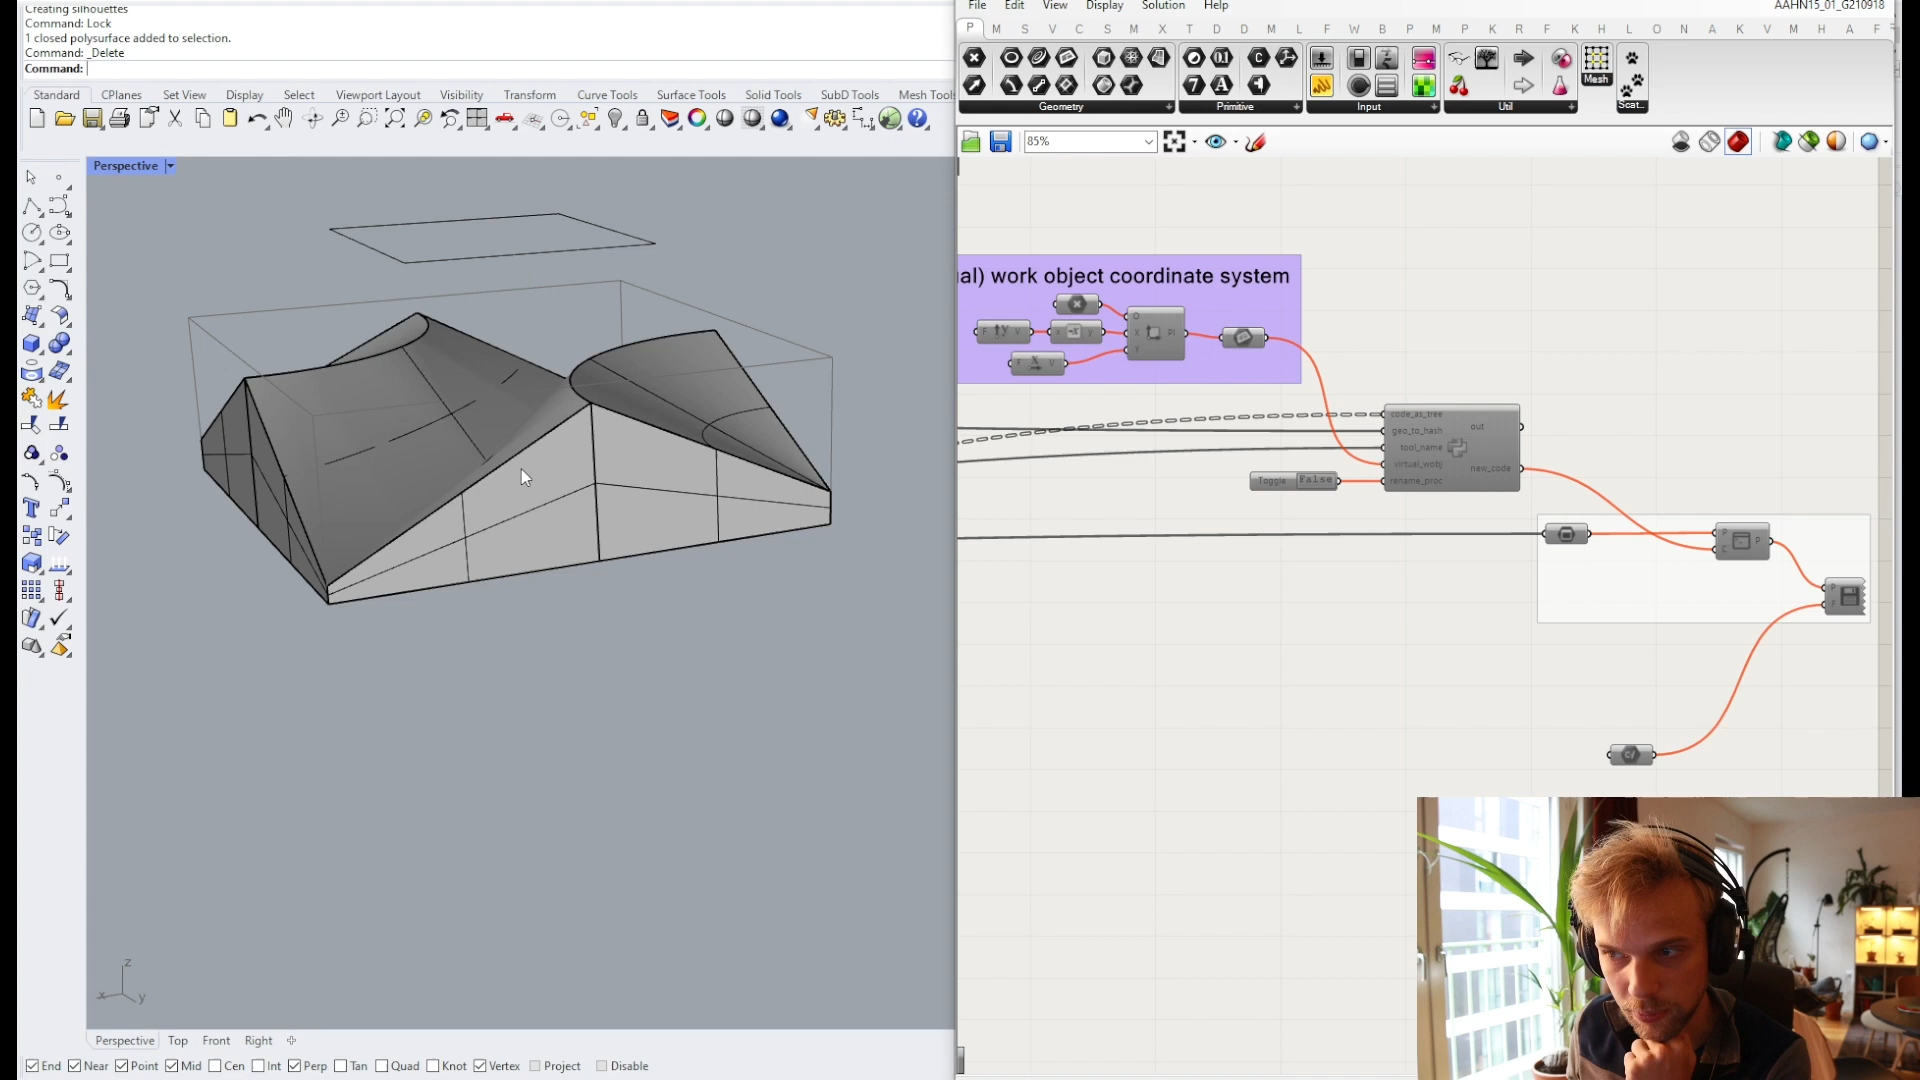 Creating silhouettes
Command: Lock
1 closed polysurface added to selection.
Command: _Delete
Command:
Standard CPlanes Set View Display Select Viewport Layout Visibility Transform Curve Tools Surface Tools Solid Tools SubD Tools Mesh Tools
Perspective
z
x y
Perspective Top Front Right
End Near Point Mid Cen Int Perp Tan Quad Knot Vertex Project Disable
File Edit View Display Solution Help AAHN15_01_G210918
P M S V C S M X T D D M L F W B C P M P K R F K H L O N A K V M H A F
Geometry Primitive Input Util Mesh Scat..
85%
al) work object coordinate system
F V x y O X Y Pl
F V
code_as_tree
geo_to_hash
tool_name
virtual_wobj
rename_proc
out
new_code
Toggle False
P C P
P
C/